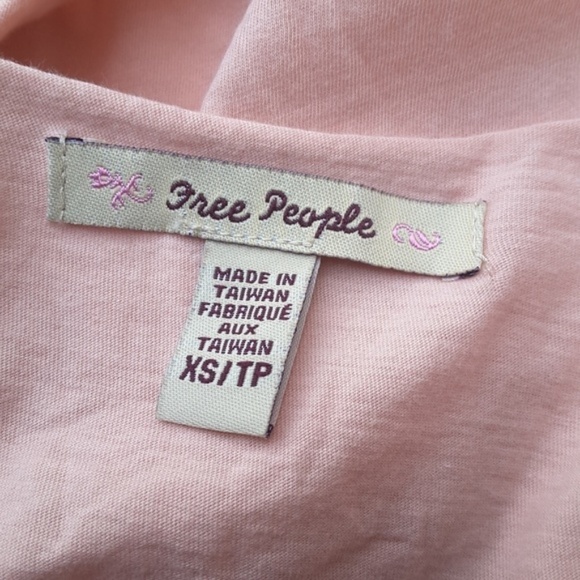 Free People
MADE IN
TAIWAN
FABRIQUÉ
AUX
TAIWAN
XS/TP